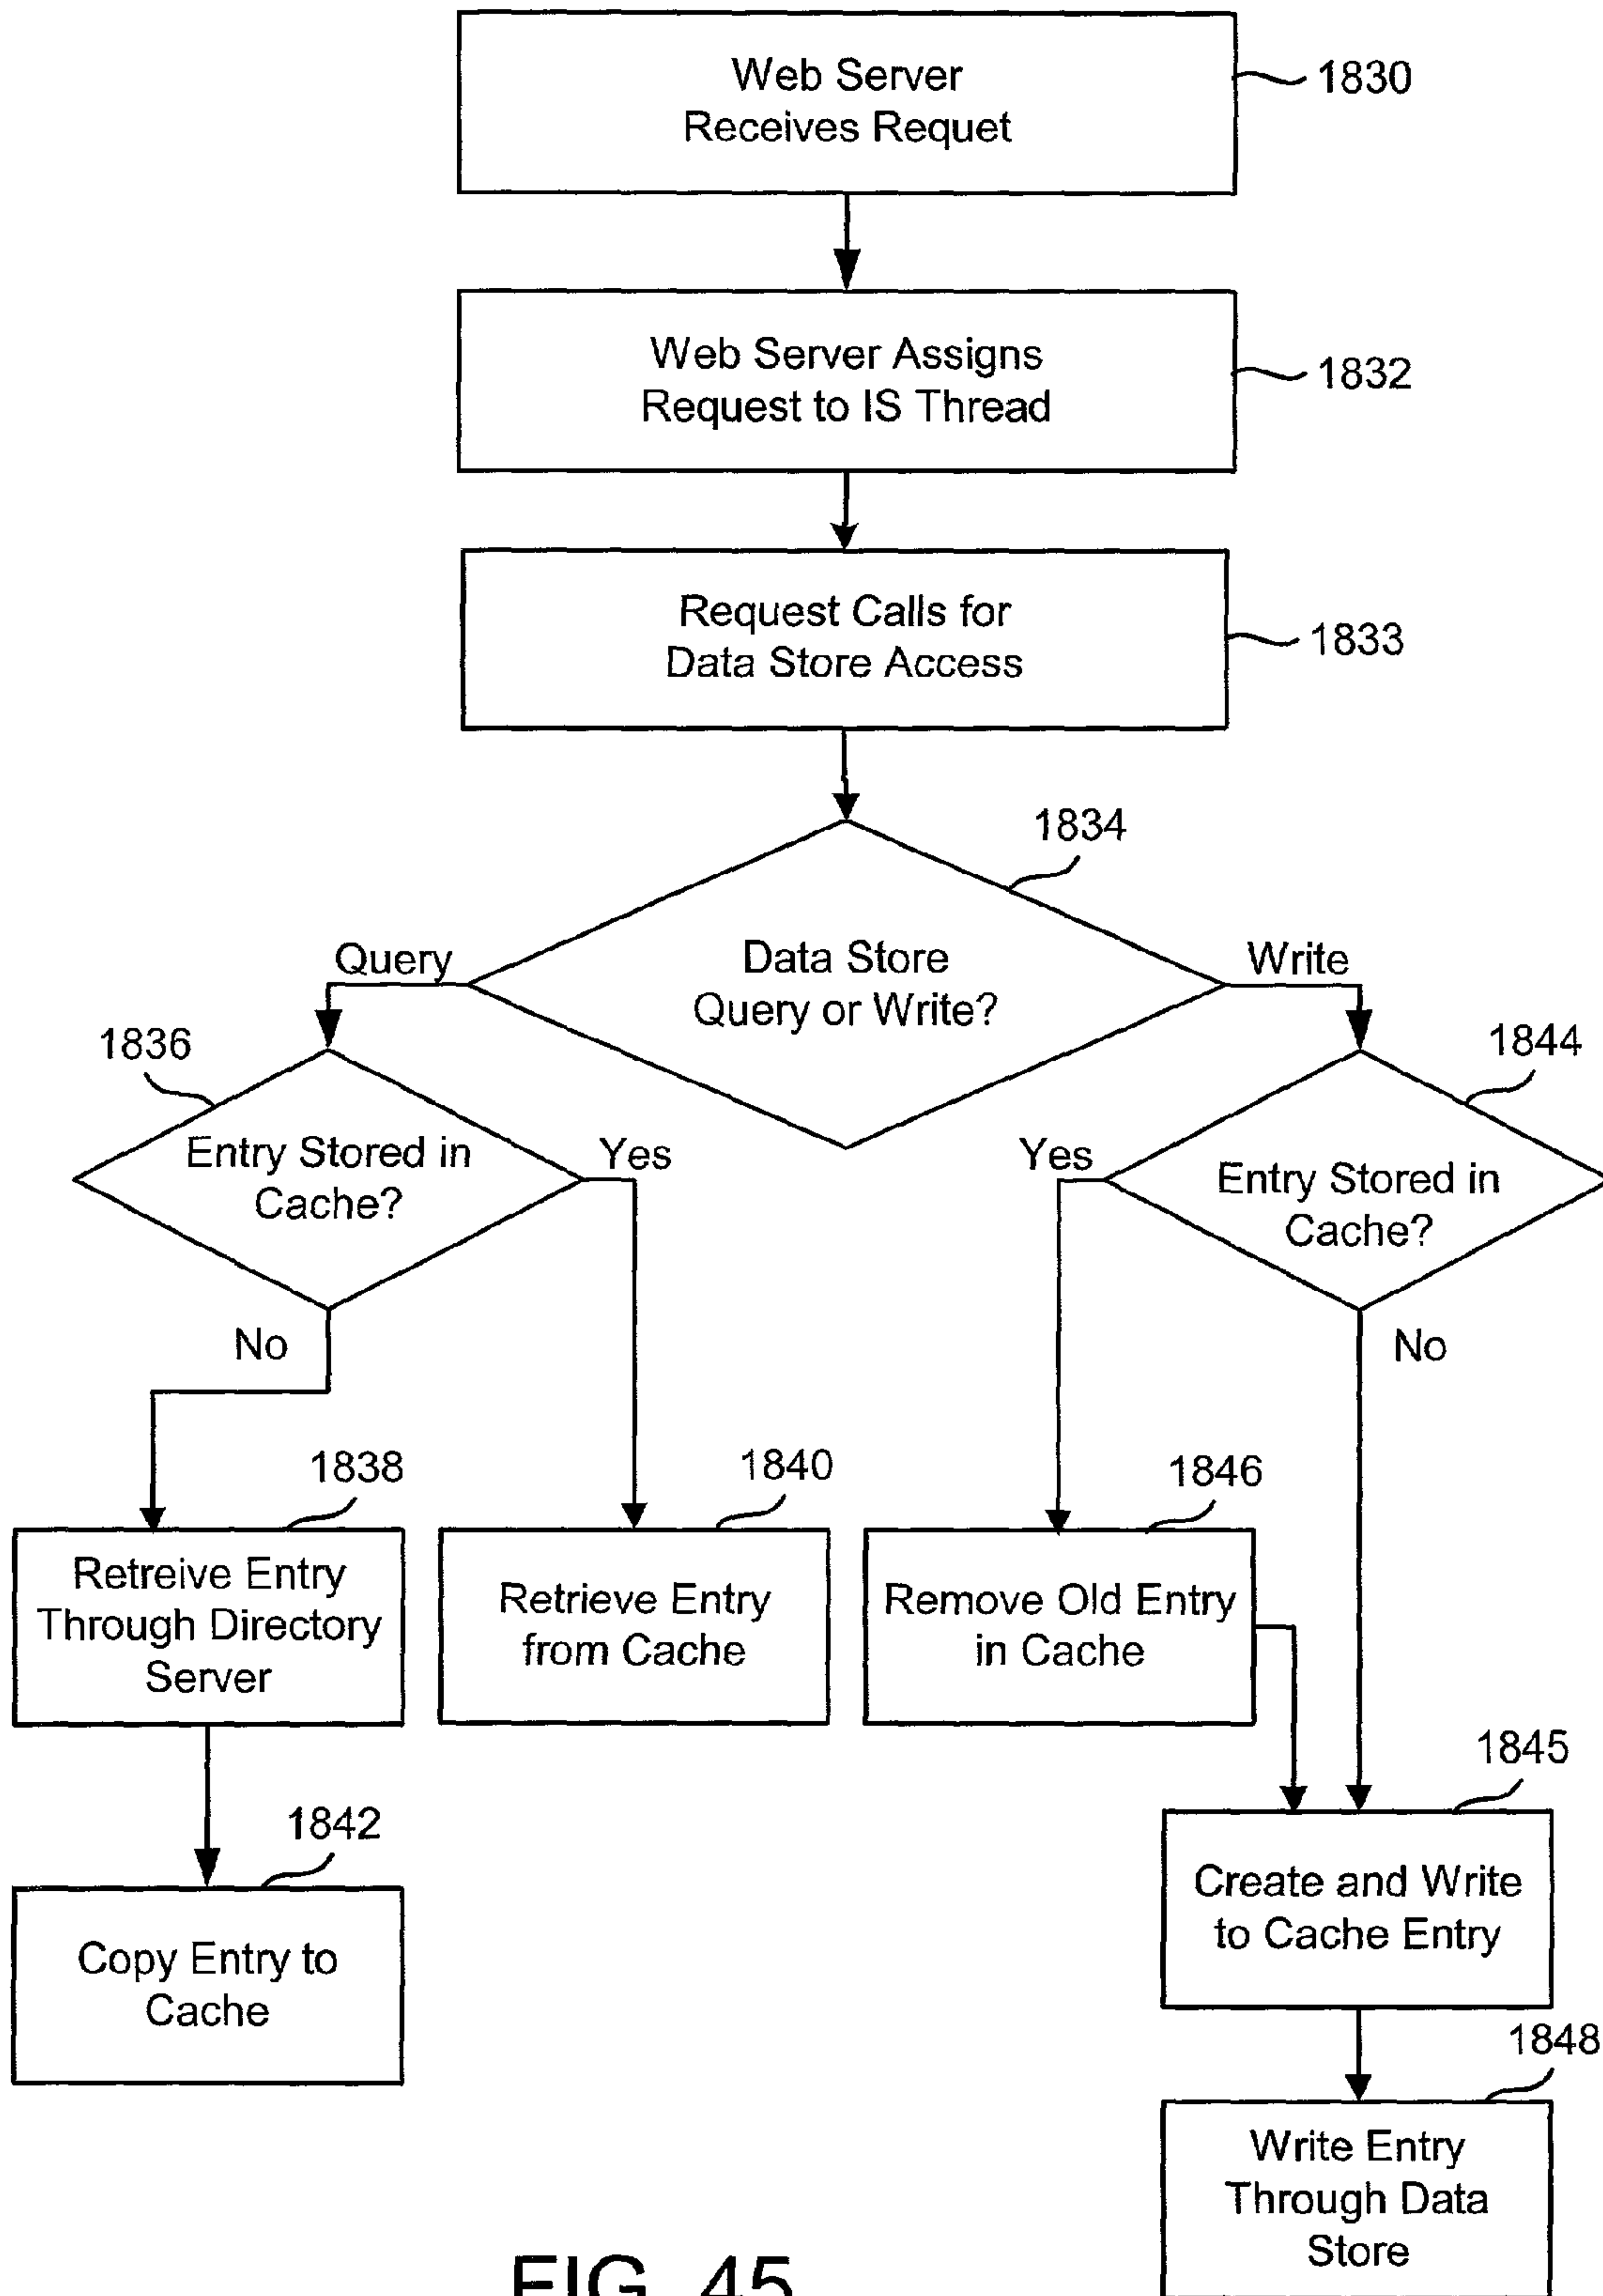 Web Server
Receives Requet
1830
Web Server Assigns
Request to IS Thread
1832
Request Calls for
Data Store Access
1833
1834
Data Store
Query or Write?
Query
Write
1836
Entry Stored in
Cache?
Yes
No
1844
Entry Stored in
Cache?
Yes
No
1838
Retreive Entry
Through Directory
Server
1840
Retrieve Entry
from Cache
1846
Remove Old Entry
in Cache
1842
Copy Entry to
Cache
1845
Create and Write
to Cache Entry
1848
Write Entry
Through Data
Store
FIG. 45